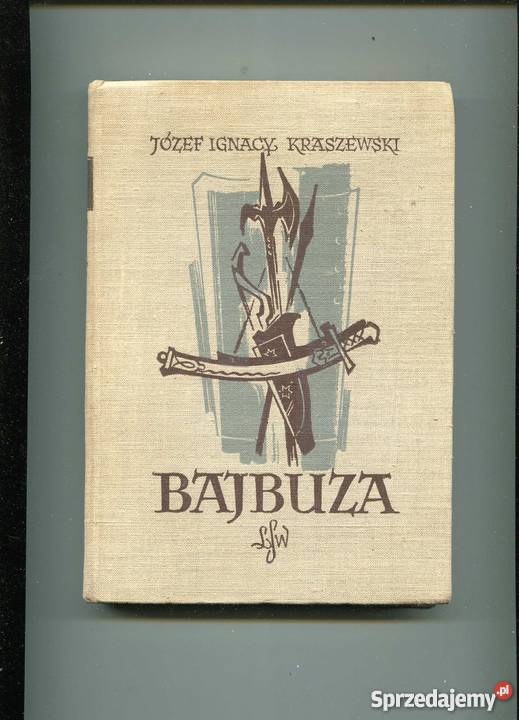 JÓZEF IGNACY KRASZEWSKI
BAJBUZA
LSW
Sprzedajemy.pl